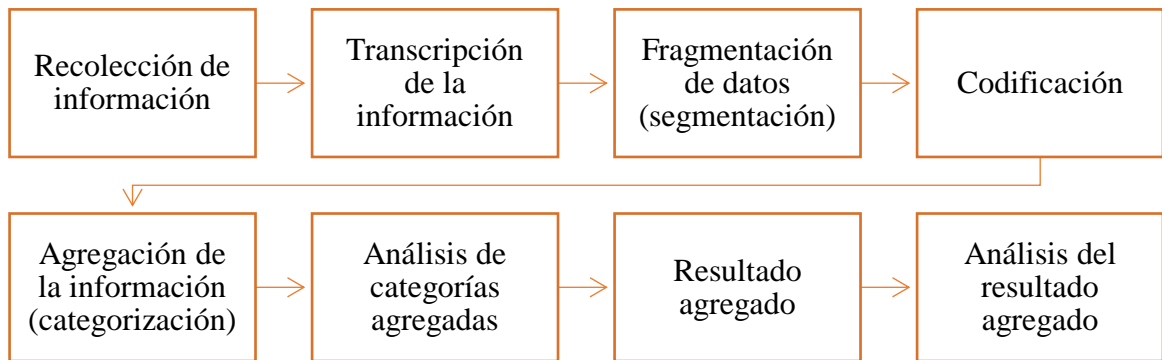 Recolección de
información
Transcripción
de la
información
Fragmentación
de datos
(segmentación)
Codificación
Agregación de
la información
(categorización)
Análisis de
categorías
agregadas
Resultado
agregado
Análisis del
resultado
agregado